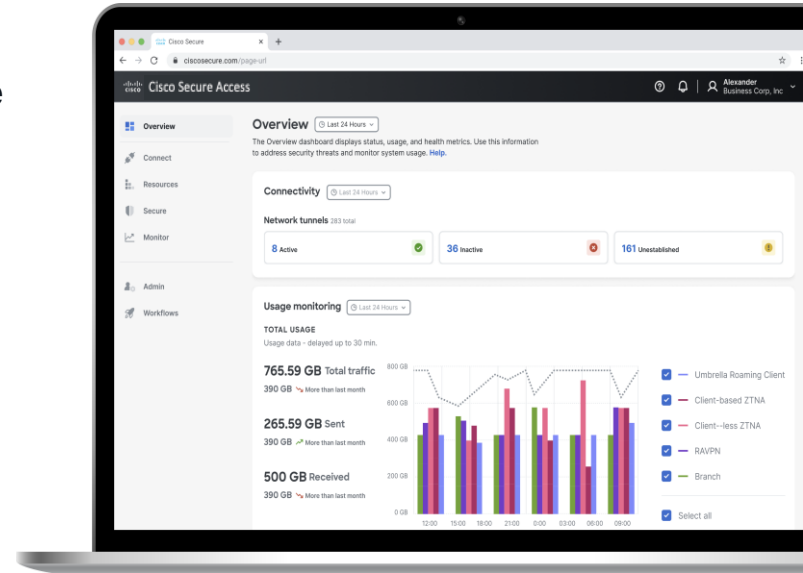 e
Cisco Secure
ciscosecure.com/page-url
cisco Cisco Secure Access
Alexander
Business Corp, Inc
Overview
Connect
Resources
Secure
Monitor
Admin
Workflows
Overview Last 24 Hours
The Overview dashboard displays status, usage, and health metrics. Use this information
to address security threats and monitor system usage. Help.
Connectivity Last 24 Hours
Network tunnels 283 total
8 Active
36 Inactive
161 Unestablished
Usage monitoring Last 24 Hours
TOTAL USAGE
Usage data - delayed up to 30 min.
765.59 GB Total traffic
390 GB More than last month
265.59 GB Sent
390 GB More than last month
500 GB Received
390 GB More than last month
800 GB
600 GB
400 GB
200 GB
0 GB
12:00 15:00 18:00 21:00 0:00 03:00 06:00 09:00
Umbrella Roaming Client
Client-based ZTNA
Client--less ZTNA
RAVPN
Branch
Select all